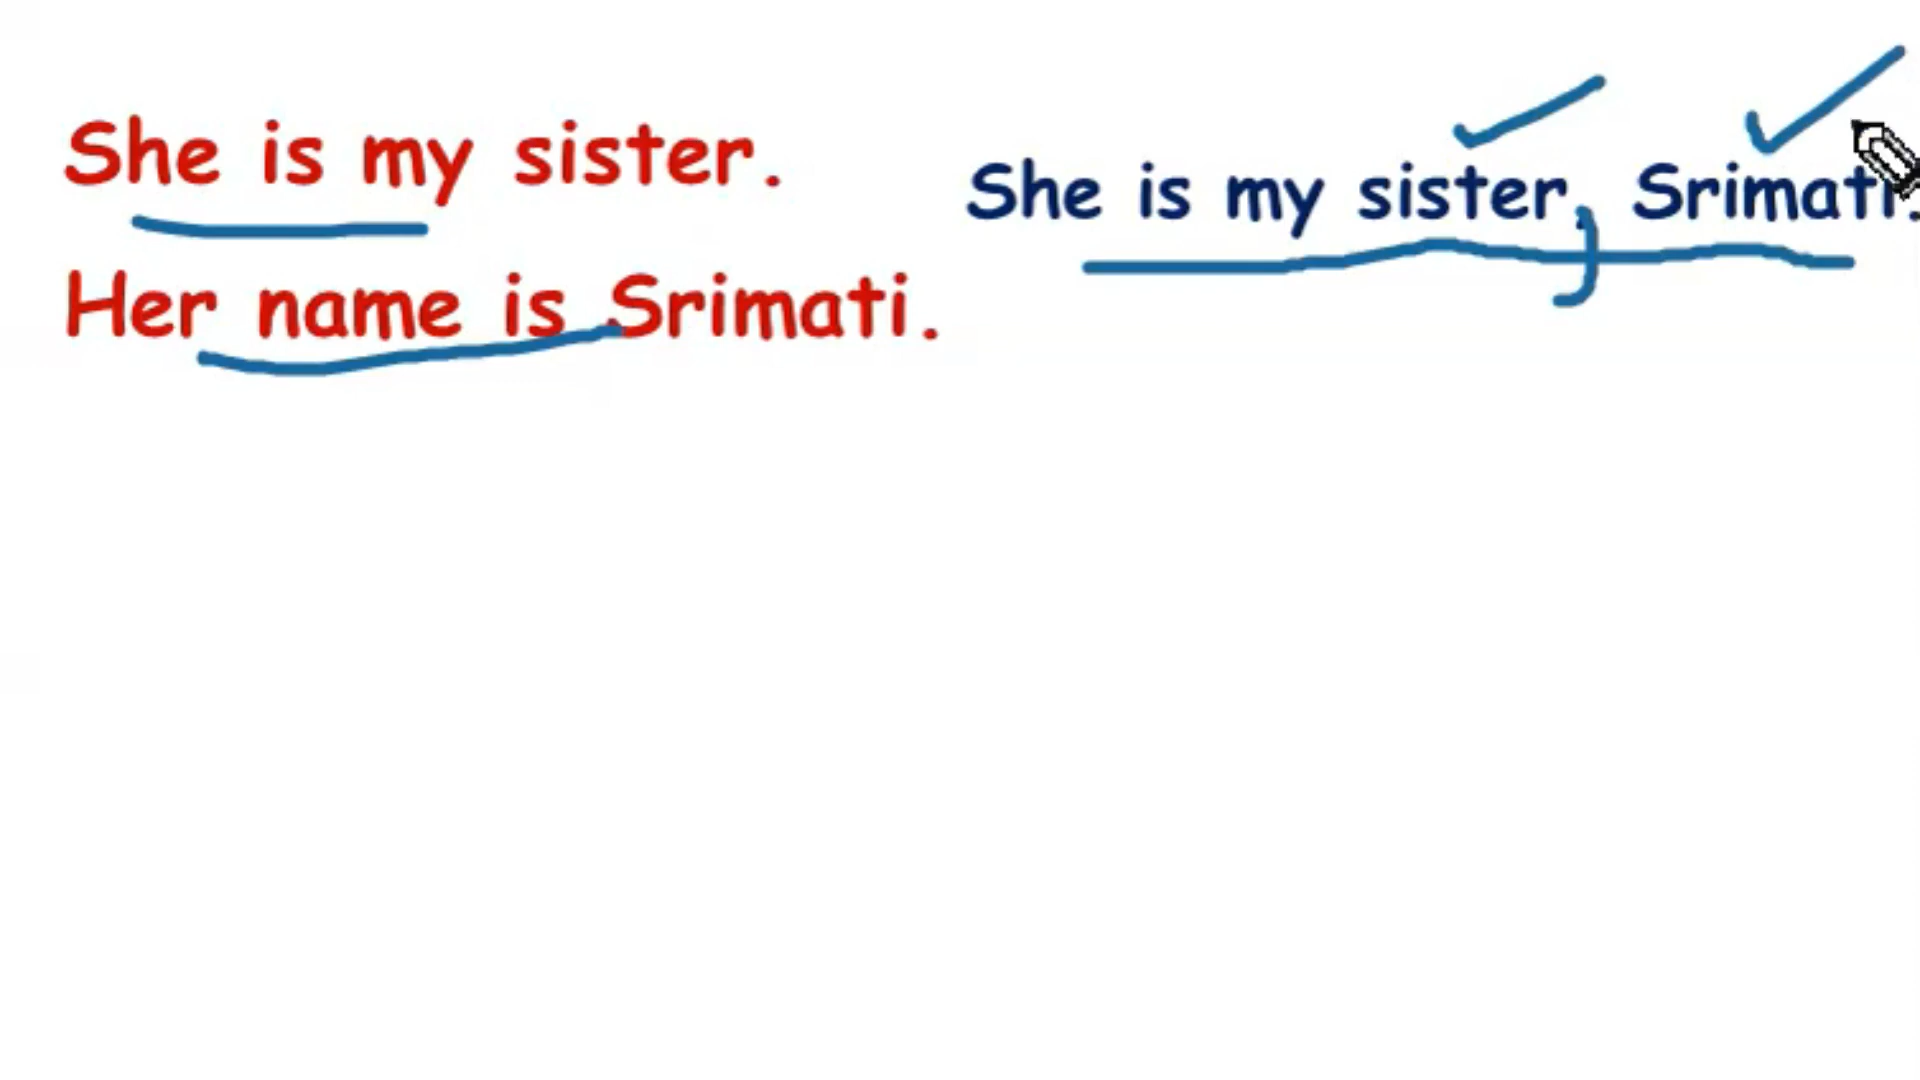 She is my sister.
Her name is Srimati.
She is my sister, Srimati.